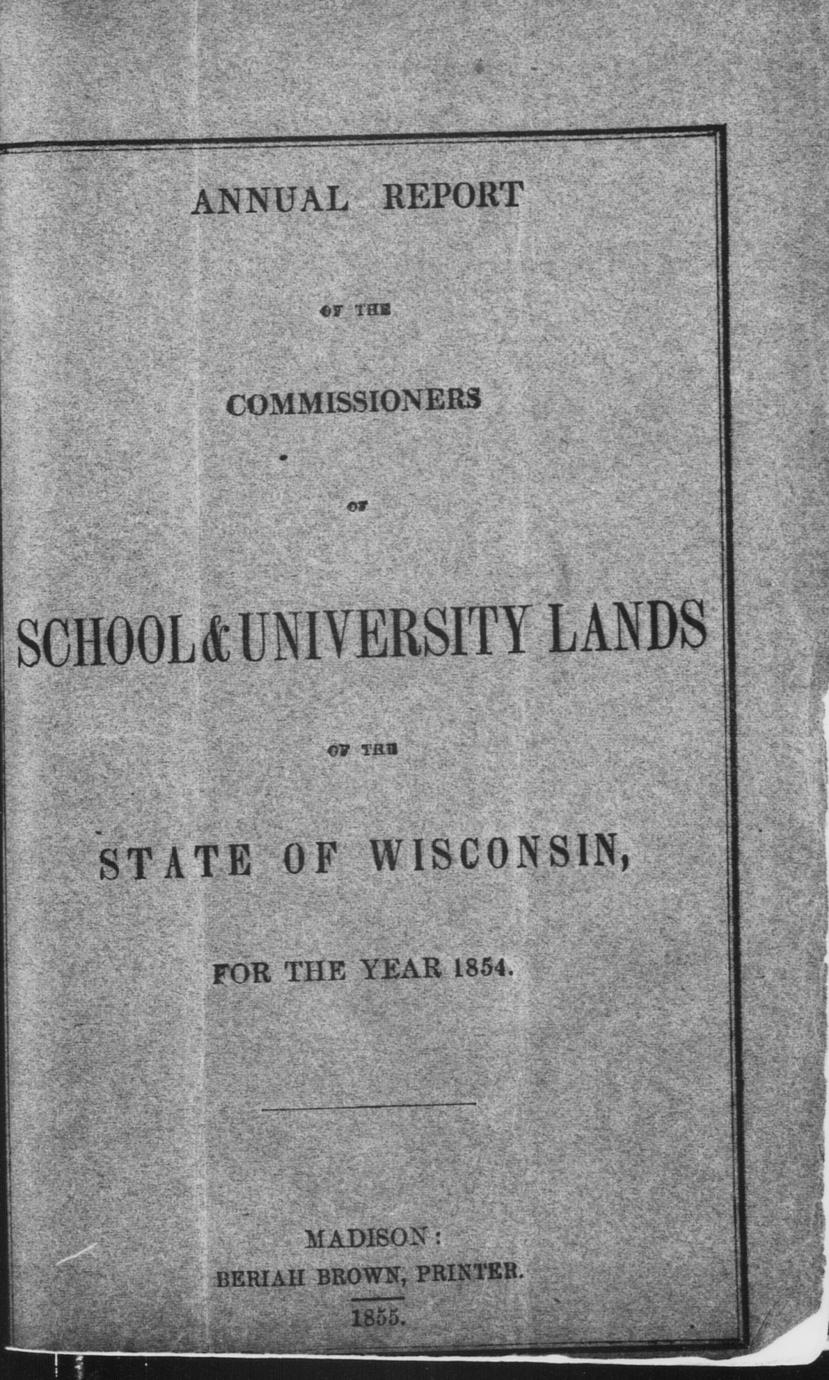 ANNUAL REPORT
OF THE
COMMISSIONERS
OF
SCHOOL & UNIVERSITY LANDS
OF THE
STATE OF WISCONSIN,
FOR THE YEAR 1854.
MADISON:
BERIAH BROWN, PRINTER.
1855.